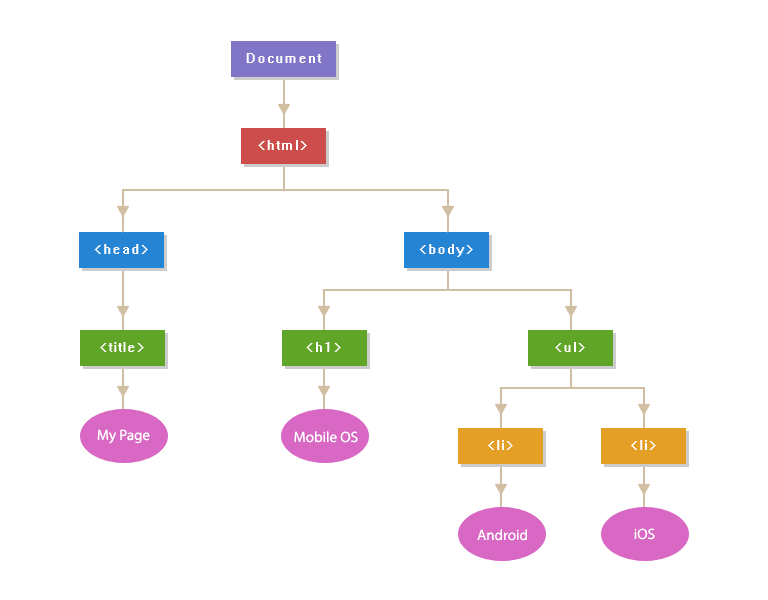 Document
<html>
<head>
<body>
<title>
<h1>
<ul>
My Page
Mobile OS
<li>
<li>
Android
iOS